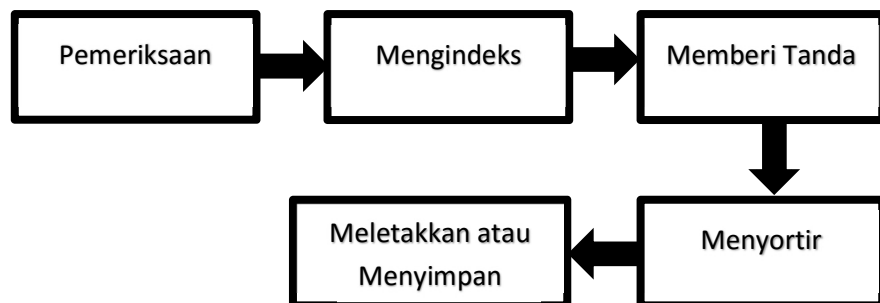 Pemeriksaan
Mengindeks
Memberi Tanda
Menyortir
Meletakkan atau
Menyimpan